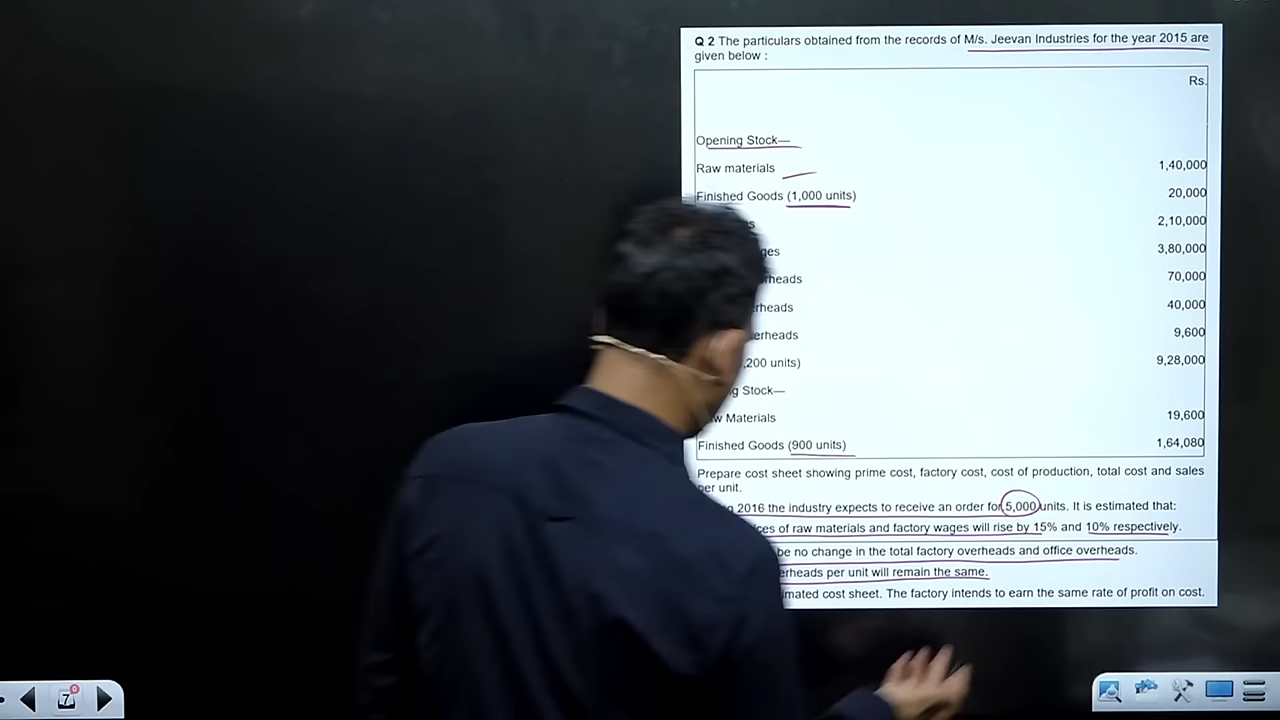 Q 2 The particulars obtained from the records of M/s. Jeevan Industries for the year 2015 are
given below :
Rs.
Opening Stock—
Raw materials 1,40,000
Finished Goods (1,000 units) 20,000
2,10,000
3,80,000
70,000
40,000
9,600
,200 units) 9,28,000
Stock—
Materials 19,600
Finished Goods (900 units) 1,64,080
Prepare cost sheet showing prime cost, factory cost, cost of production, total cost and sales
per unit.
2016 the industry expects to receive an order for 5,000 units. It is estimated that:
of raw materials and factory wages will rise by 15% and 10% respectively.
be no change in the total factory overheads and office overheads.
per unit will remain the same.
cost sheet. The factory intends to earn the same rate of profit on cost.
7
0